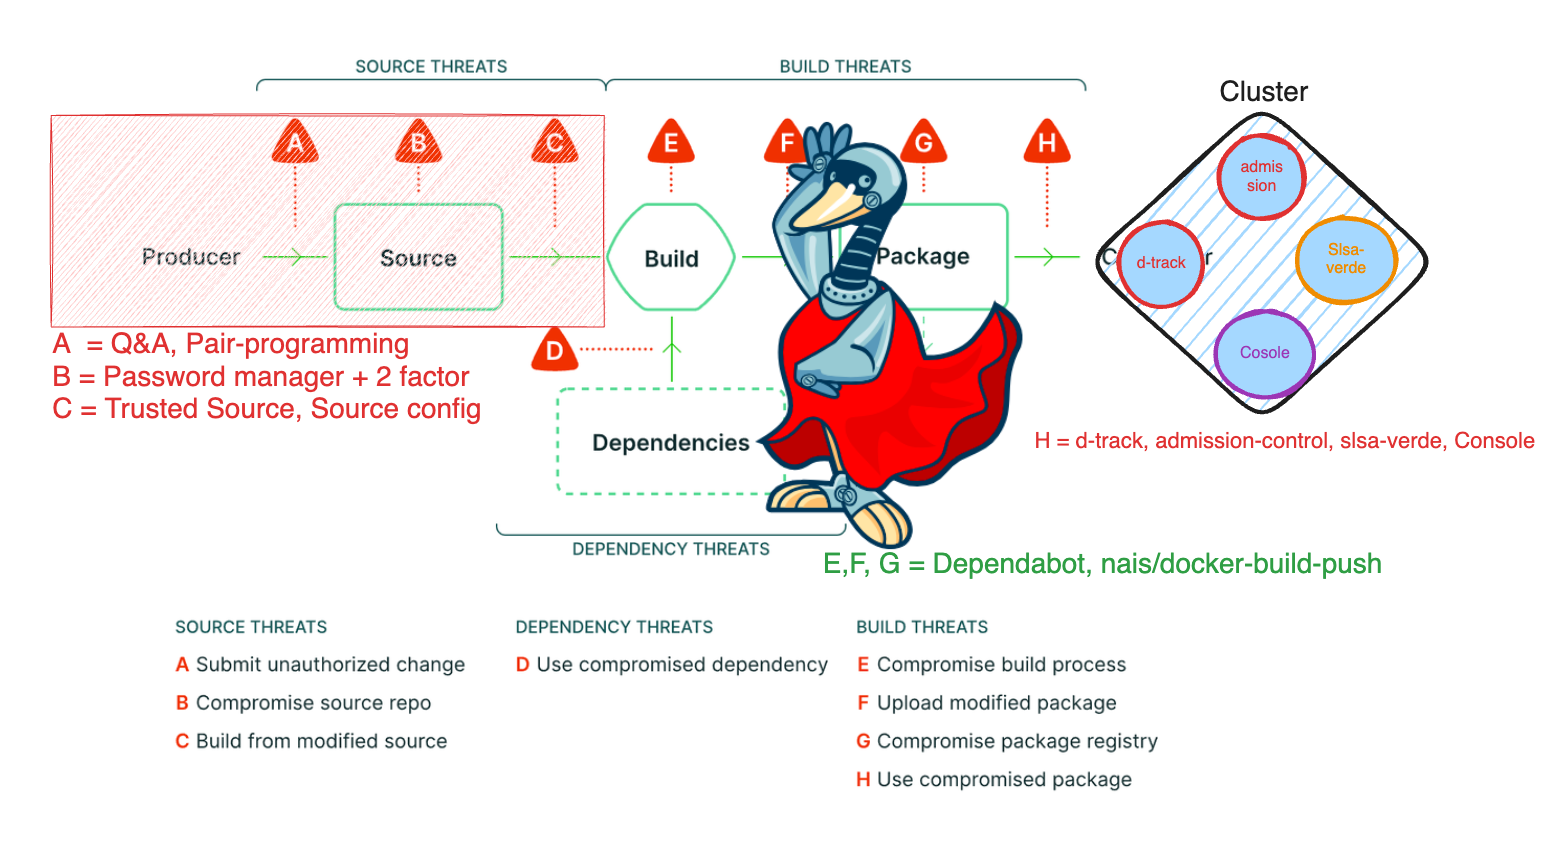 SOURCE THREATS
BUILD THREATS
Cluster
A
B
C
E
F
G
H
admis
sion
Producer
Source
Build
Package
C
r
d-track
Slsa-
verde
A = Q&A, Pair-programming
B = Password manager + 2 factor
C = Trusted Source, Source config
D
Cosole
Dependencies
H = d-track, admission-control, slsa-verde, Console
DEPENDENCY THREATS
E,F, G = Dependabot, nais/docker-build-push
SOURCE THREATS
A Submit unauthorized change
B Compromise source repo
C Build from modified source
DEPENDENCY THREATS
D Use compromised dependency
BUILD THREATS
E Compromise build process
F Upload modified package
G Compromise package registry
H Use compromised package